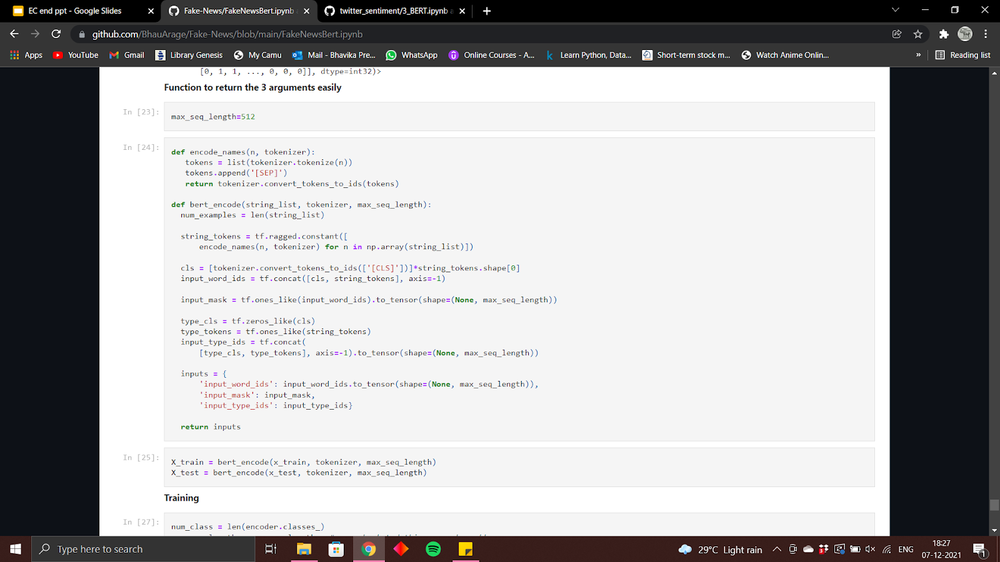 EC end ppt - Google Slides
Fake-News/FakeNewsBert.ipynb
twitter_sentiment/3_BERT.ipynb
github.com/BhauArage/Fake-News/blob/main/FakeNewsBert.ipynb
Apps YouTube Gmail Library Genesis My Camu Mail - Bhavika Pre... WhatsApp Online Courses - A... Learn Python, Data... Short-term stock m... Watch Anime Onlin... » Reading list
[0, 1, 1, ..., 0, 0, 0]], dtype=int32)>
Function to return the 3 arguments easily
In [23]:
max_seq_length=512
In [24]:
def encode_names(n, tokenizer):
tokens = list(tokenizer.tokenize(n))
tokens.append('[SEP]')
return tokenizer.convert_tokens_to_ids(tokens)
def bert_encode(string_list, tokenizer, max_seq_length):
num_examples = len(string_list)
string_tokens = tf.ragged.constant([
encode_names(n, tokenizer) for n in np.array(string_list)])
cls = [tokenizer.convert_tokens_to_ids(['[CLS]'])]*string_tokens.shape[0]
input_word_ids = tf.concat([cls, string_tokens], axis=-1)
input_mask = tf.ones_like(input_word_ids).to_tensor(shape=(None, max_seq_length))
type_cls = tf.zeros_like(cls)
type_tokens = tf.ones_like(string_tokens)
input_type_ids = tf.concat(
[type_cls, type_tokens], axis=-1).to_tensor(shape=(None, max_seq_length))
inputs = {
'input_word_ids': input_word_ids.to_tensor(shape=(None, max_seq_length)),
'input_mask': input_mask,
'input_type_ids': input_type_ids}
return inputs
In [25]:
X_train = bert_encode(x_train, tokenizer, max_seq_length)
X_test = bert_encode(x_test, tokenizer, max_seq_length)
Training
In [27]:
num_class = len(encoder.classes_)
Type here to search
29°C Light rain
ENG
18:27
07-12-2021
1